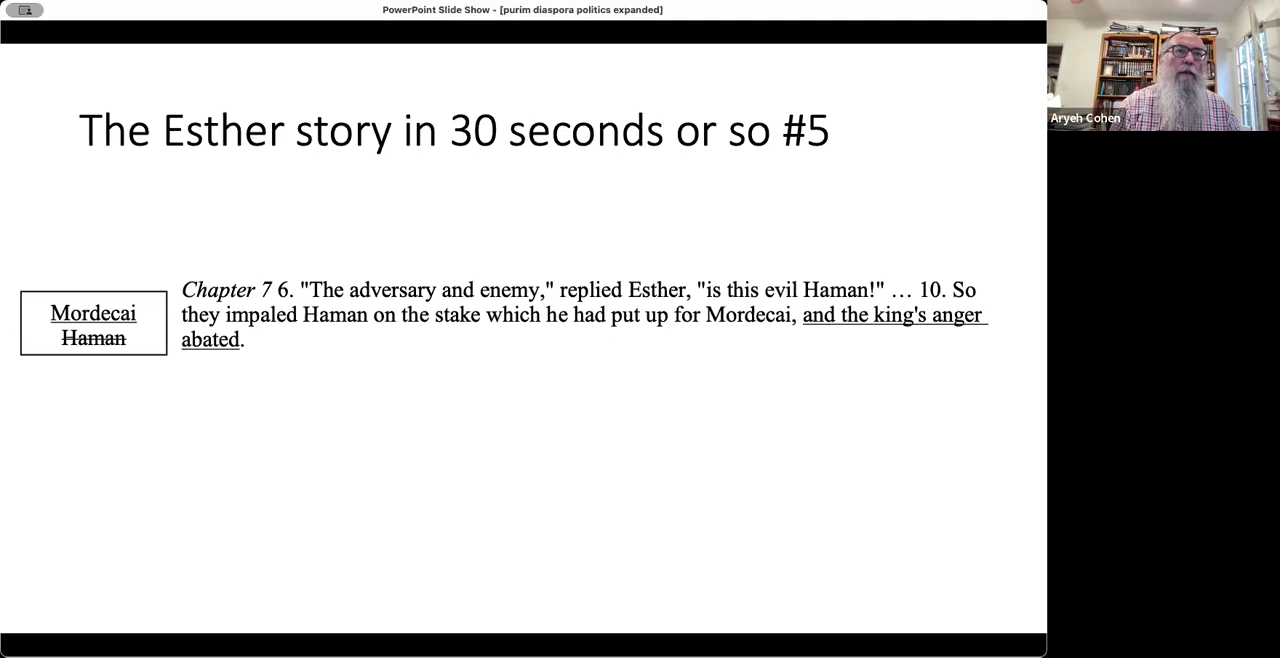 PowerPoint Slide Show - [purim diaspora politics expanded]
Aryeh Cohen
The Esther story in 30 seconds or so #5
Mordecai
Haman
Chapter 7 6. "The adversary and enemy," replied Esther, "is this evil Haman!" … 10. So
they impaled Haman on the stake which he had put up for Mordecai, and the king's anger
abated.